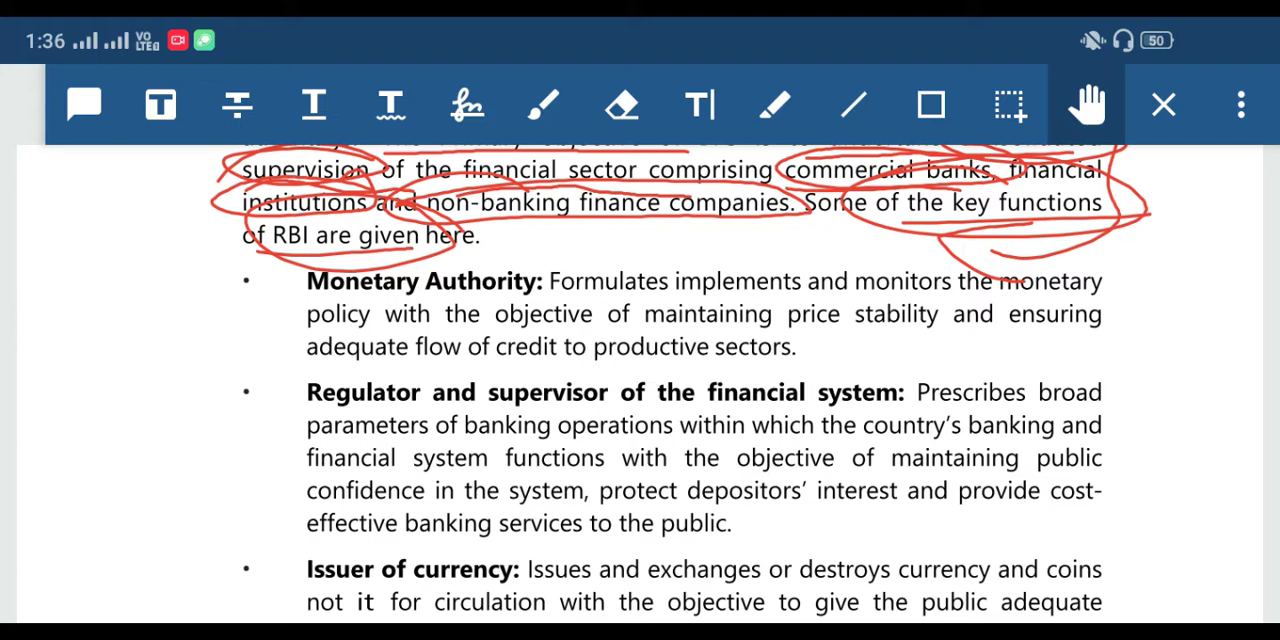 1:36 VO LTE 50
T T T T T|
supervision of the financial sector comprising commercial banks, financial
institutions and non-banking finance companies. Some of the key functions
of RBI are given here.
• Monetary Authority: Formulates implements and monitors the monetary
policy with the objective of maintaining price stability and ensuring
adequate flow of credit to productive sectors.
• Regulator and supervisor of the financial system: Prescribes broad
parameters of banking operations within which the country's banking and
financial system functions with the objective of maintaining public
confidence in the system, protect depositors' interest and provide cost-
effective banking services to the public.
• Issuer of currency: Issues and exchanges or destroys currency and coins
not it for circulation with the objective to give the public adequate